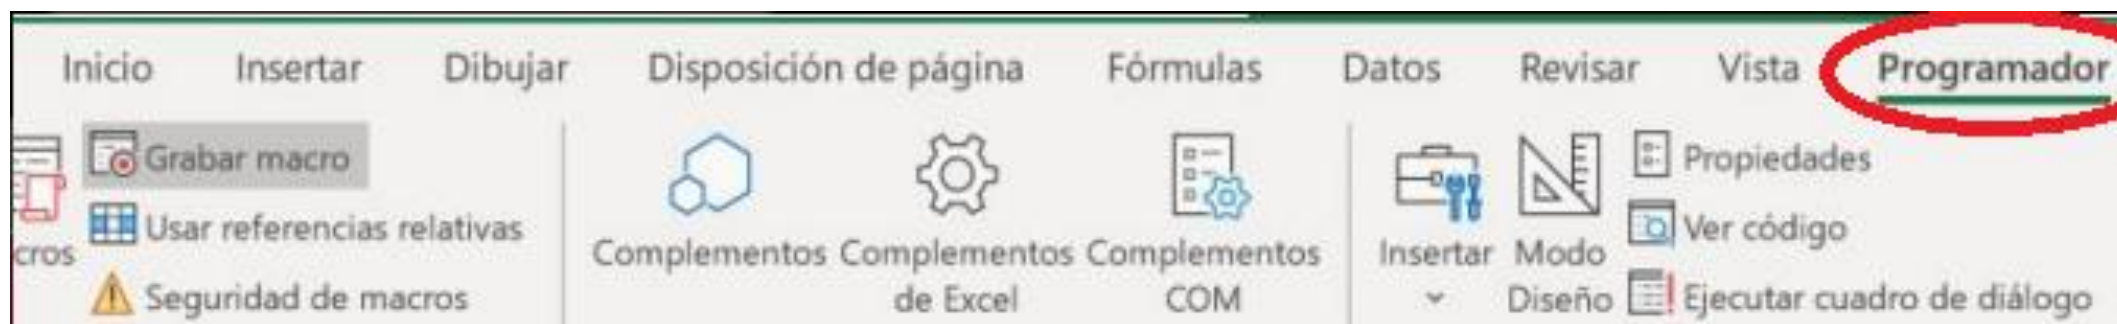 Inicio Insertar Dibujar Disposición de página Fórmulas Datos Revisar Vista Programador
Grabar macro
Usar referencias relativas
cros
Seguridad de macros
Complementos
Complementos de Excel
Complementos COM
Insertar
Modo Diseño
Propiedades
Ver código
Ejecutar cuadro de diálogo